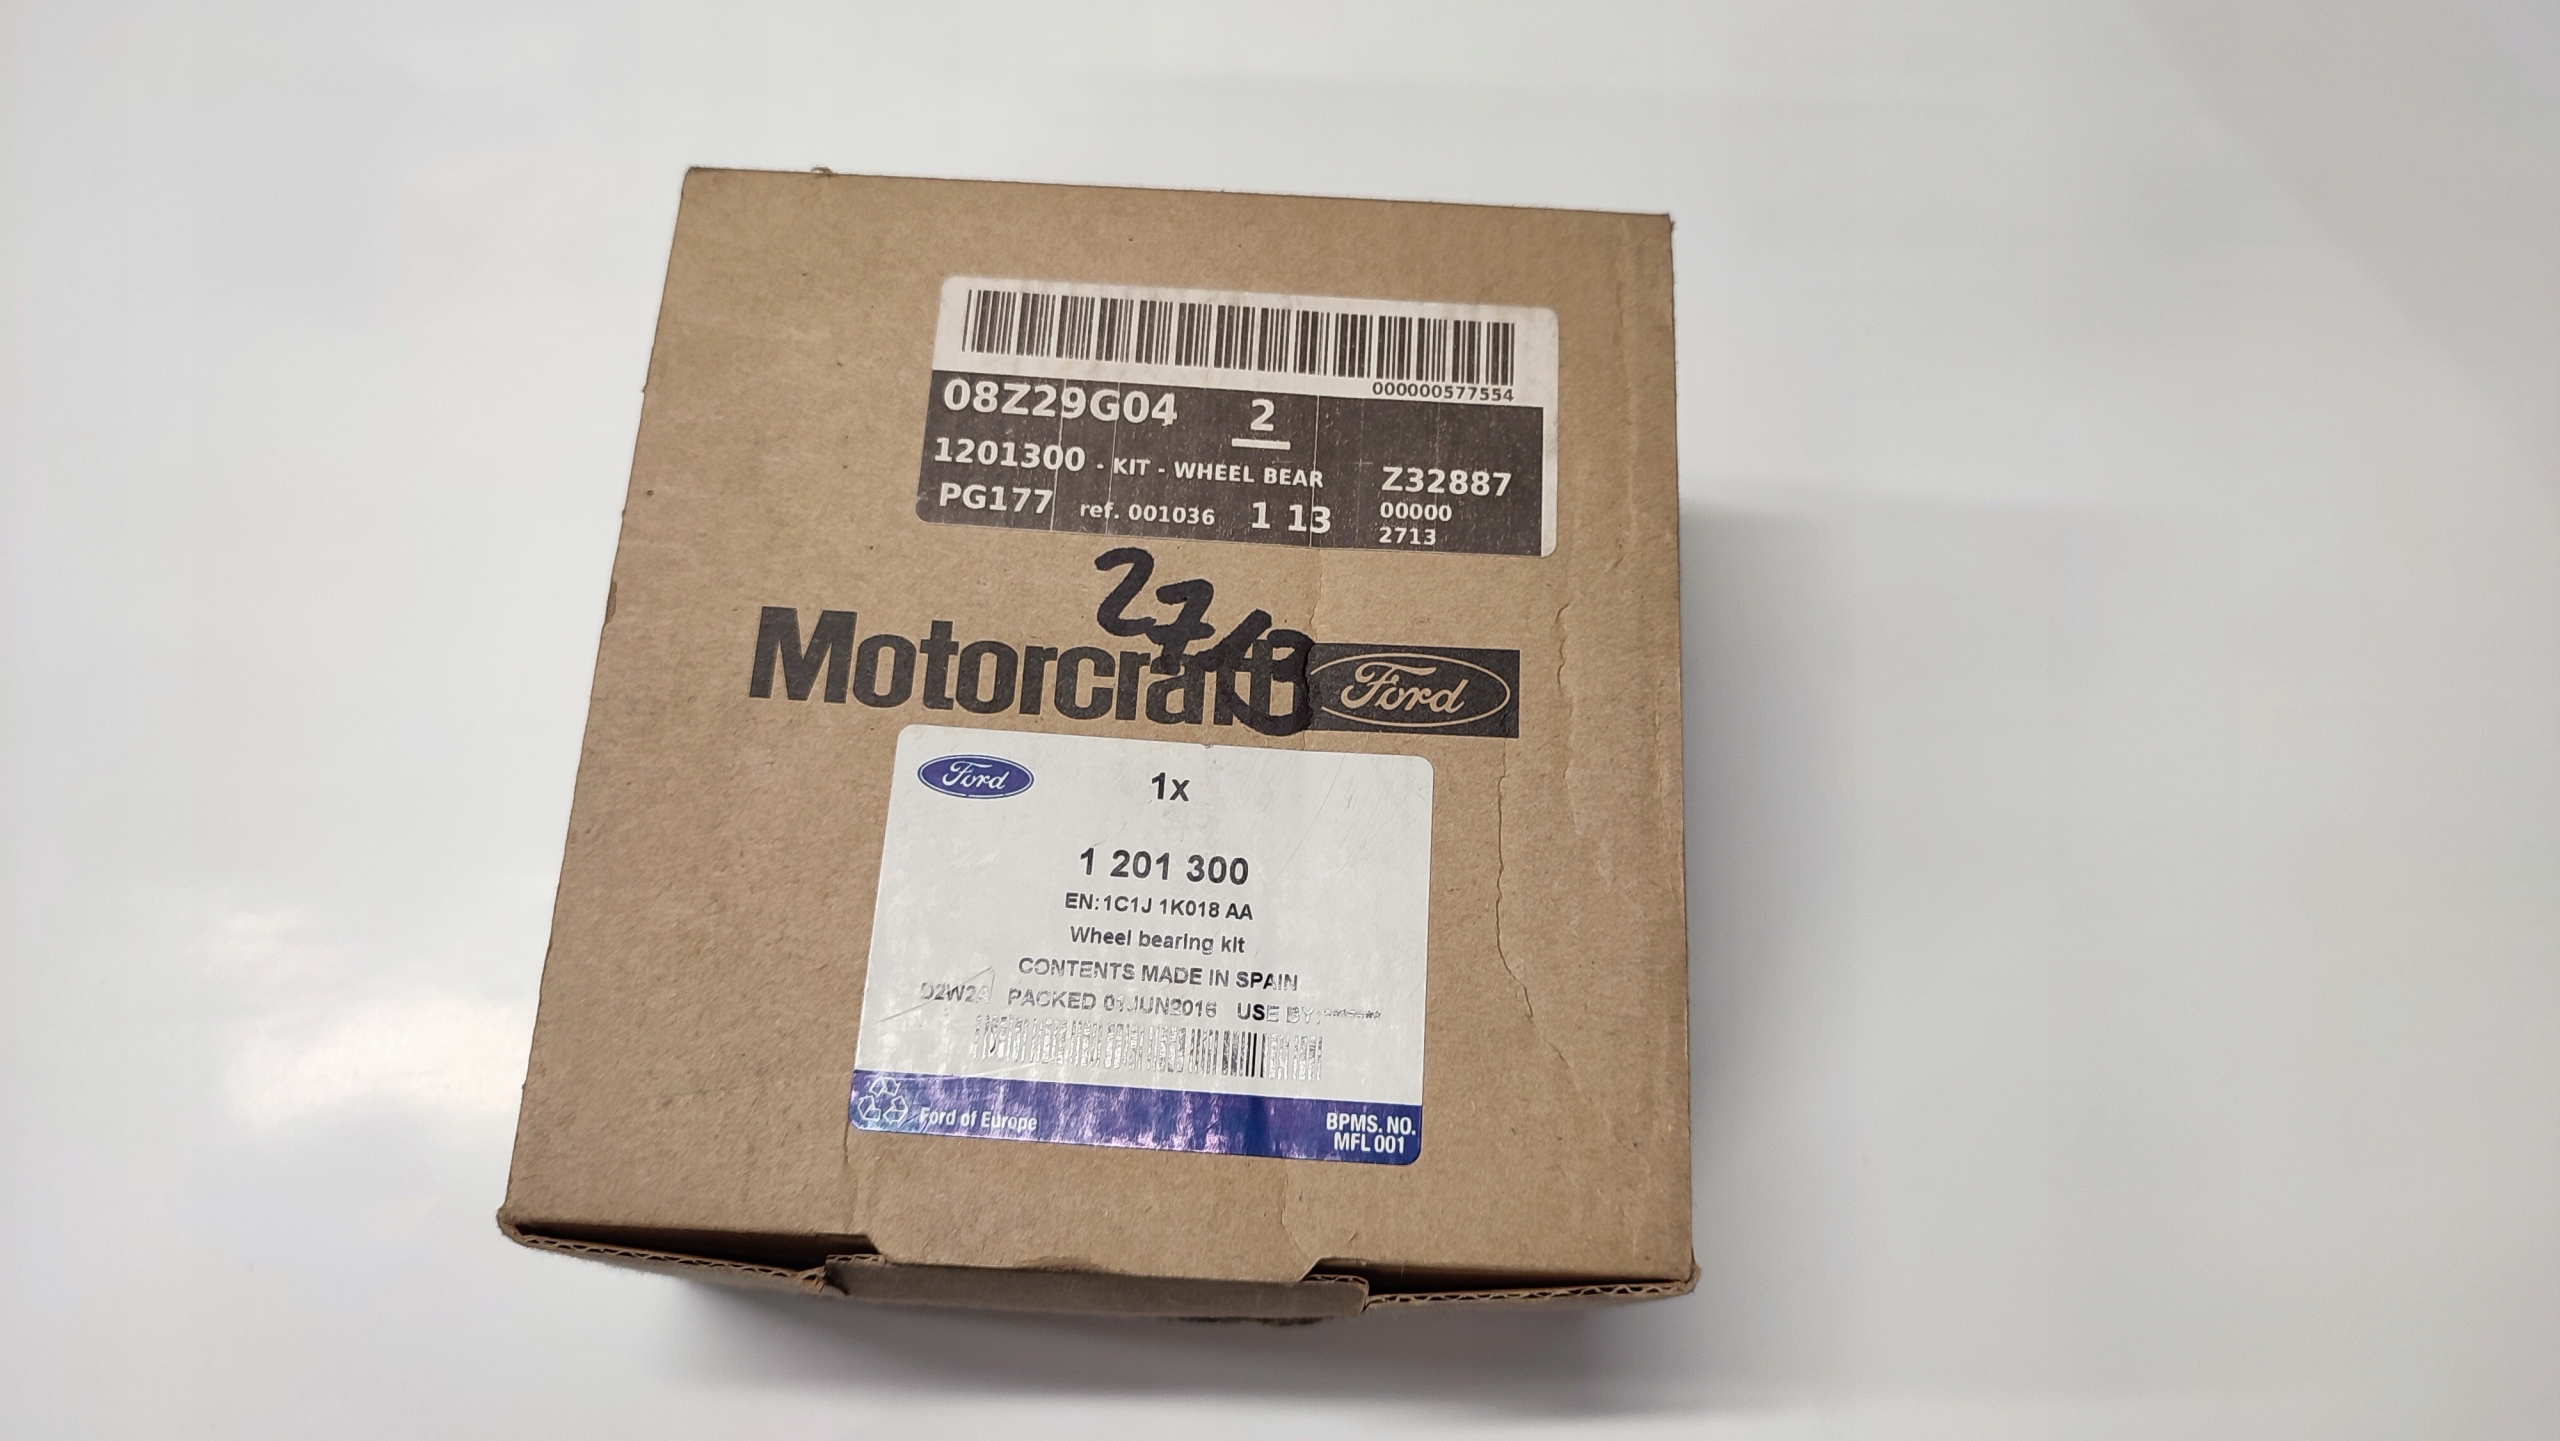 000000577554
08Z29G04 2
1201300 - KIT - WHEEL BEAR Z32887
PG177 ref. 001036 1 13 00000
2713
2713
Motorcraft Ford
Ford 1x
1 201 300
EN:1C1J 1K018 AA
Wheel bearing kit
CONTENTS MADE IN SPAIN
PACKED 01JUN2016 USE BY:
Ford of Europe BPMS. NO.
MFL 001